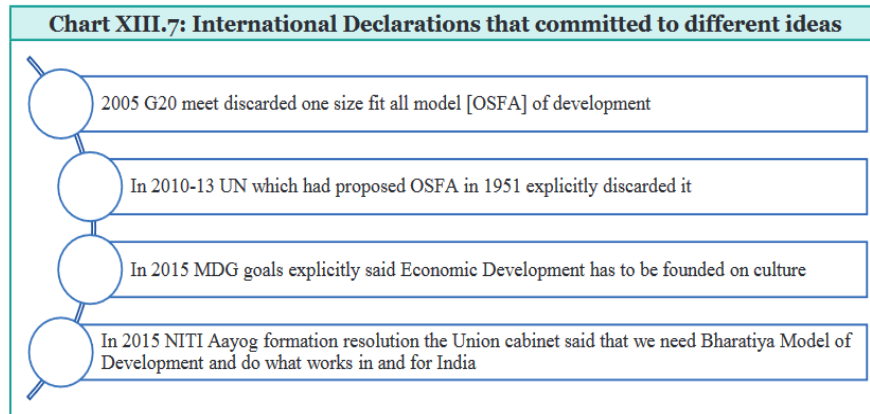 Chart XIII.7: International Declarations that committed to different ideas
2005 G20 meet discarded one size fit all model [OSFA] of development
In 2010-13 UN which had proposed OSFA in 1951 explicitly discarded it
In 2015 MDG goals explicitly said Economic Development has to be founded on culture
In 2015 NITI Aayog formation resolution the Union cabinet said that we need Bharatiya Model of
Development and do what works in and for India